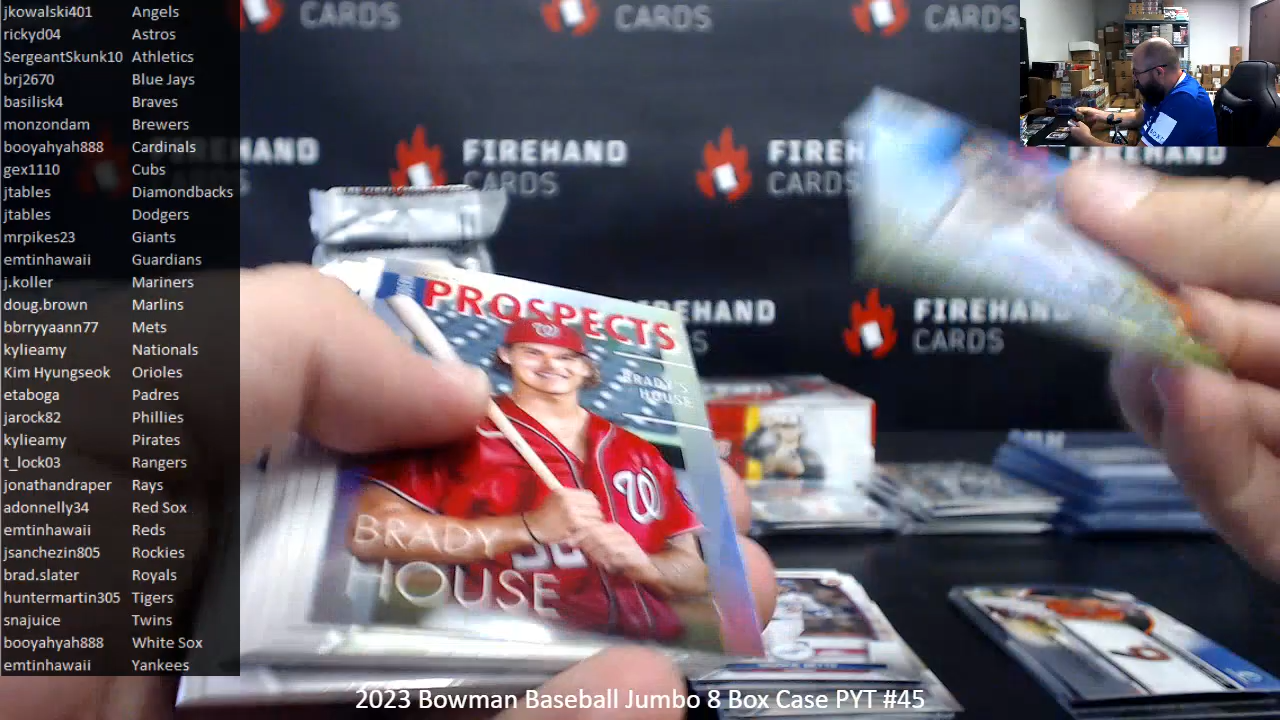 jkowalski401 Angels
rickyd04 Astros
SergeantSkunk10 Athletics
brj2670 Blue Jays
basilisk4 Braves
monzondam Brewers
booyahyah888 Cardinals
gex1110 Cubs
jtables Diamondbacks
jtables Dodgers
mrpikes23 Giants
emtinhawaii Guardians
j.koller Mariners
doug.brown Marlins
bbrryyaann77 Mets
kylieamy Nationals
Kim Hyungseok Orioles
etaboga Padres
jarock82 Phillies
kylieamy Pirates
t_lock03 Rangers
jonathandraper Rays
adonnelly34 Red Sox
emtinhawaii Reds
jsanchezin805 Rockies
brad.slater Royals
huntermartin305 Tigers
snajuice Twins
booyahyah888 White Sox
emtinhawaii Yankees
CARDS
CARDS
CARDS
HAND
FIREHAND
CARDS
FIREH
CARDS
FIREHAND
CARDS
PROSPECTS
BRADY'S
HOUSE
W
W
BRADY
HOUSE
2023 Bowman Baseball Jumbo 8 Box Case PYT #45